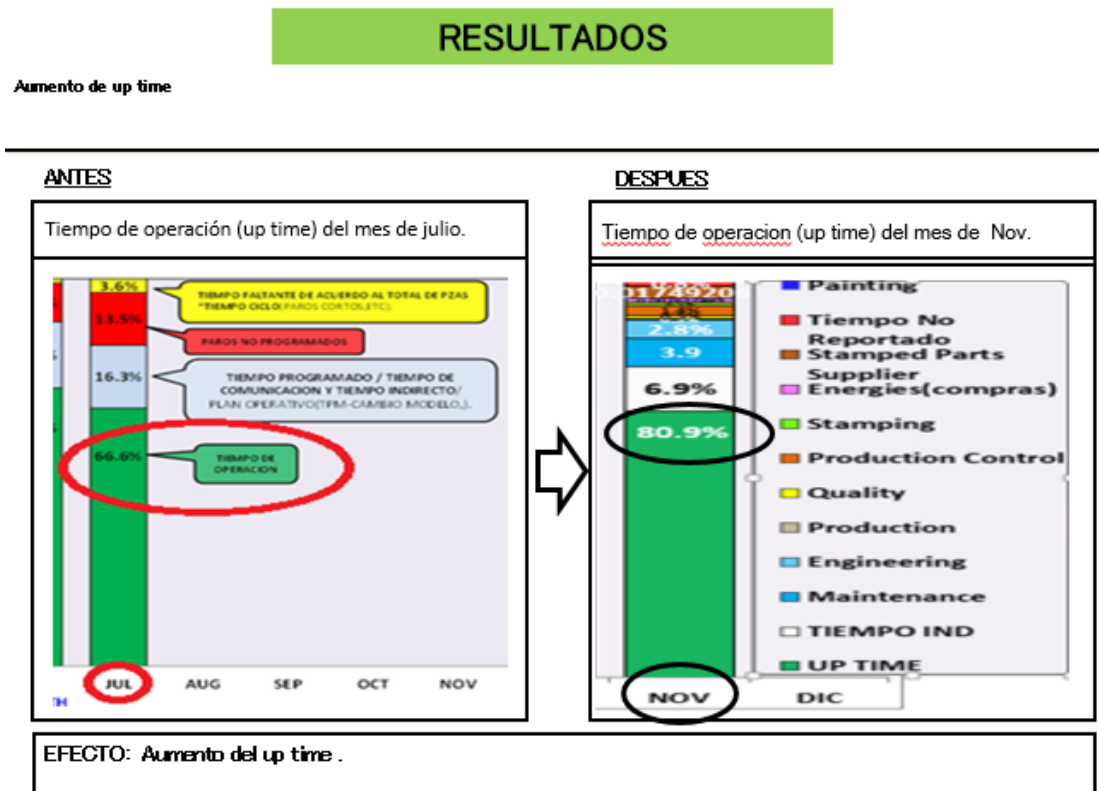 RESULTADOS
Aumento de up time
ANTES
DESPUES
Tiempo de operación (up time) del mes de julio.
Tiempo de operacion (up time) del mes de Nov.
3.6%
TIEMPO FALTANTE DE ACUERDO AL TOTAL DE PZAS
*TIEMPO CICLO(PAROS CORTOS,ETC).
13.5%
PAROS NO PROGRAMADOS
16.3%
TIEMPO PROGRAMADO / TIEMPO DE
COMUNICACION Y TIEMPO INDIRECTO/
PLAN OPERATIVO(TPM-CAMBIO MODELO,).
66.6%
TIEMPO DE
OPERACION
JUL
AUG
SEP
OCT
NOV
2.8%
3.9
6.9%
80.9%
Painting
Tiempo No
Reportado
Stamped Parts
Supplier
Energies(compras)
Stamping
Production Control
Quality
Production
Engineering
Maintenance
TIEMPO IND
UP TIME
NOV
DIC
EFECTO: Aumento del up time .